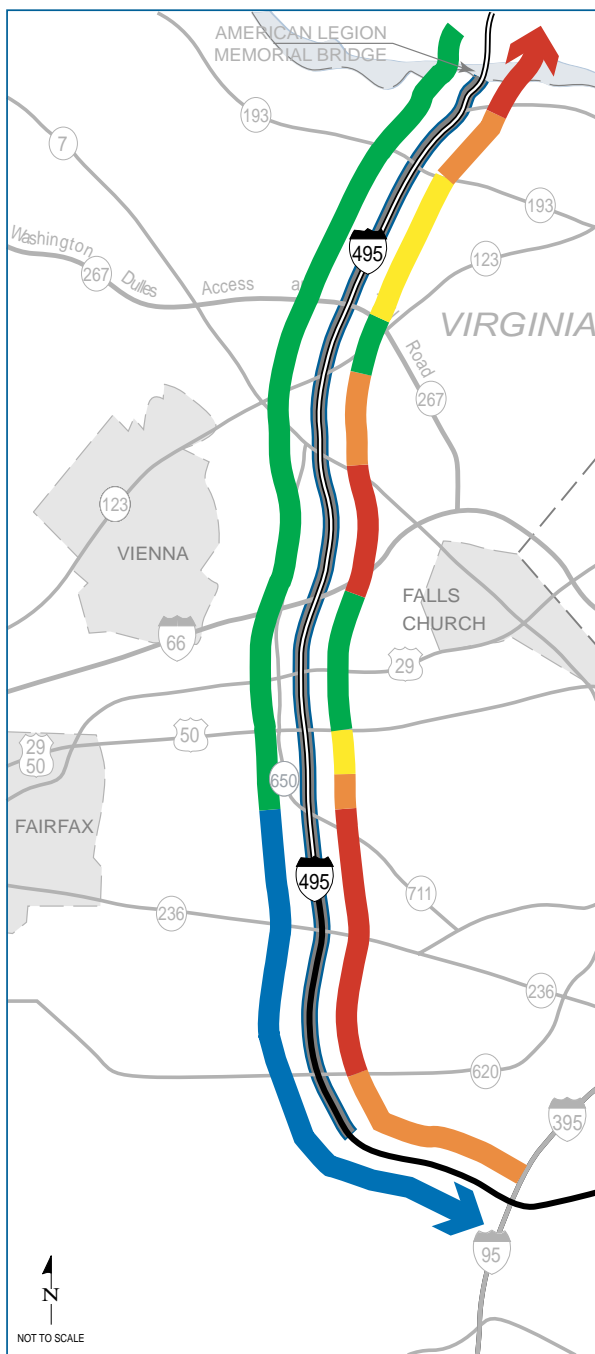 AMERICAN LEGION
MEMORIAL BRIDGE
193
7
193
Washington
267
Dulles
Access
a
495
123
VIRGINIA
Road
267
123
VIENNA
FALLS
CHURCH
66
29
50
29
50
650
FAIRFAX
495
711
236
236
620
395
95
N
NOT TO SCALE